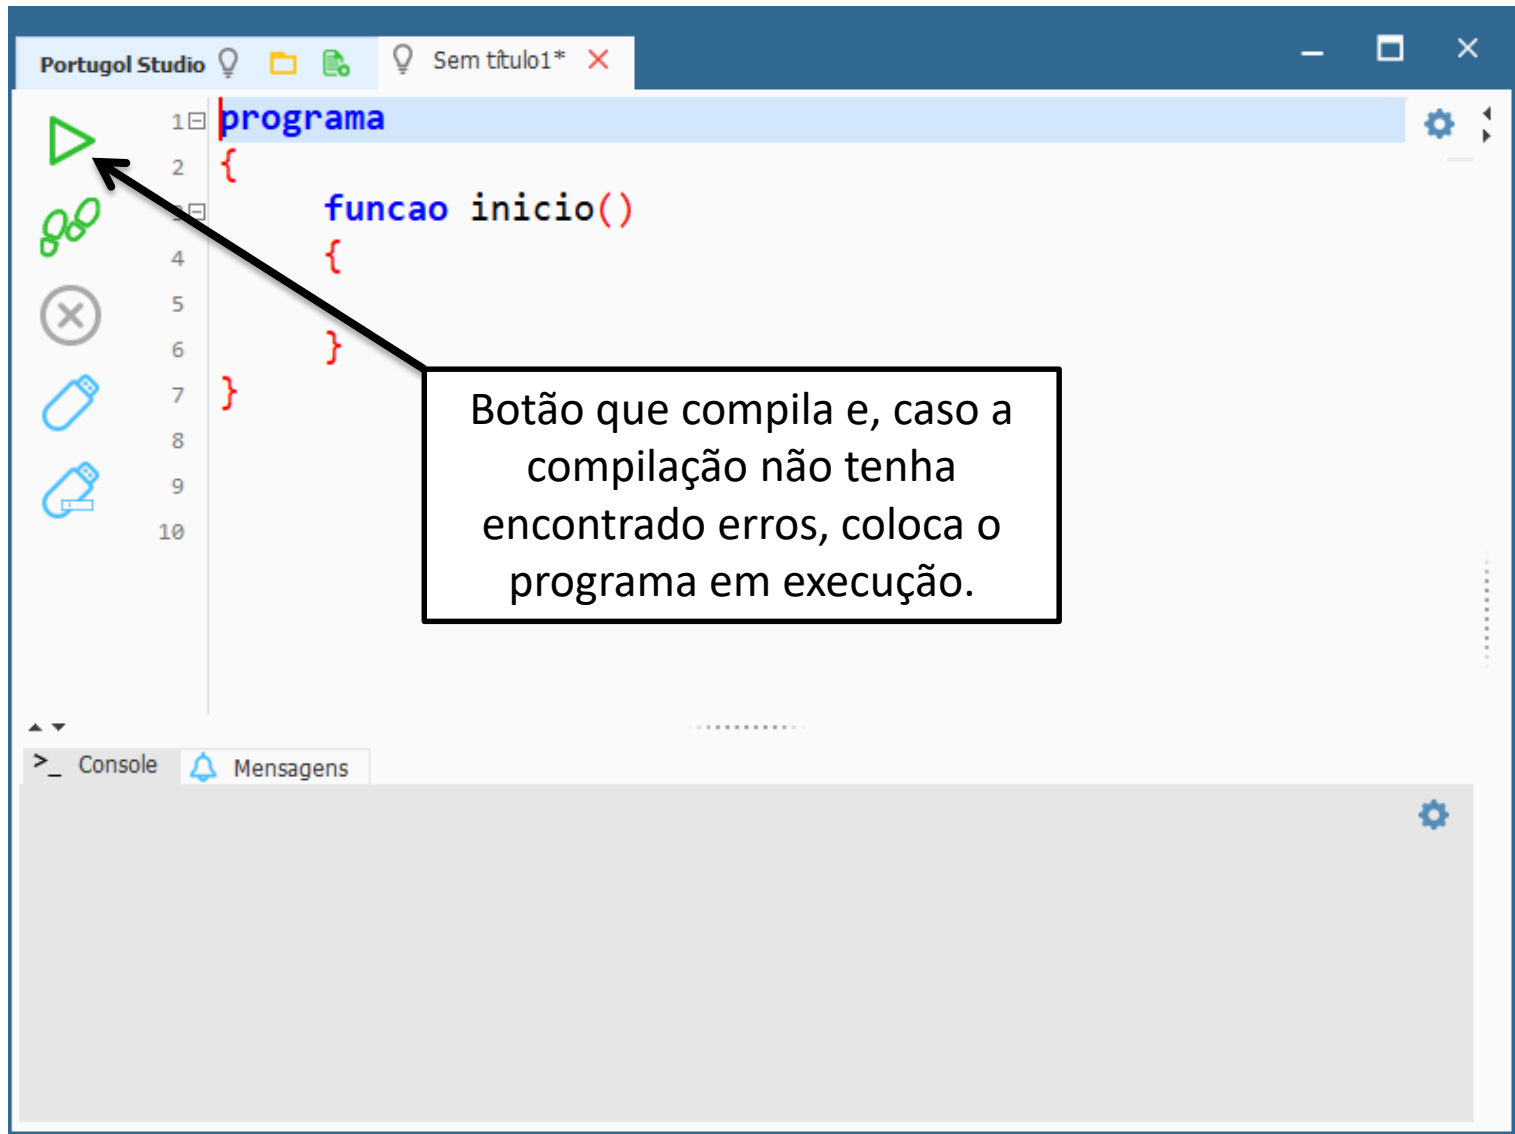 Portugol Studio
Sem título1*
1 programa
2 {
3 funcao inicio()
4 {
5
6 }
7 }
8
9
10
Botão que compila e, caso a
compilação não tenha
encontrado erros, coloca o
programa em execução.
>_ Console
Mensagens